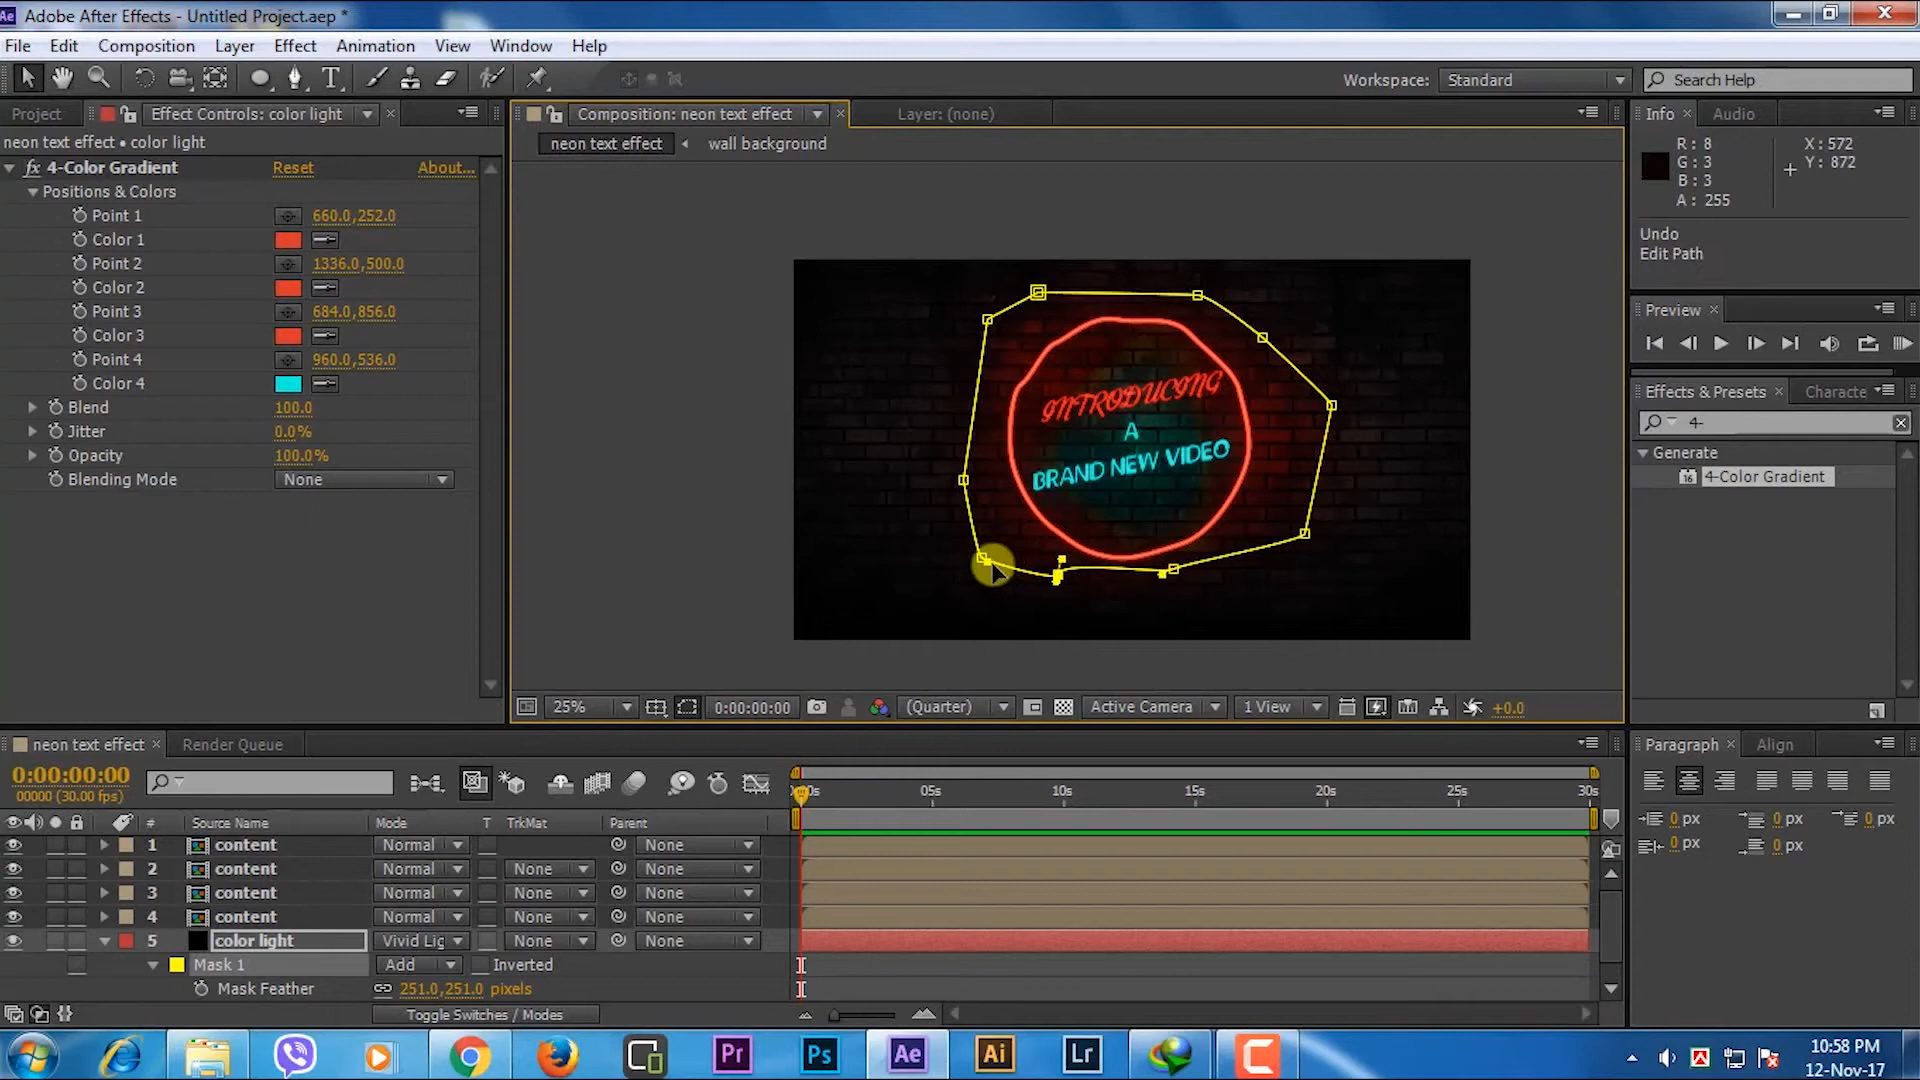 Adobe After Effects - Untitled Project.aep *
File Edit Composition Layer Effect Animation View Window Help
Workspace: Standard Search Help
Project Effect Controls: color light
neon text effect • color light
fx 4-Color Gradient Reset About...
Positions & Colors
Point 1 660.0,252.0
Color 1
Point 2 1336.0,500.0
Color 2
Point 3 684.0,856.0
Color 3
Point 4 960.0,536.0
Color 4
Blend 100.0
Jitter 0.0%
Opacity 100.0%
Blending Mode None
Composition: neon text effect Layer: (none)
neon text effect wall background
INTRODUCING
A
BRAND NEW VIDEO
25% 0:00:00:00 (Quarter) Active Camera 1 View +0.0
Info Audio
R: 8 X: 572
G: 3 Y: 872
B: 3
A: 255
Undo
Edit Path
Preview
Effects & Presets Characte
4-
Generate
16 4-Color Gradient
neon text effect Render Queue
0:00:00:00
00000 (30.00 fps)
# Source Name Mode T TrkMat Parent
1 content Normal None
2 content Normal None None
3 content Normal None None
4 content Normal None None
5 color light Vivid Lig None None
Mask 1 Add Inverted
Mask Feather 251.0,251.0 pixels
Toggle Switches / Modes
0s 05s 10s 15s 20s 25s 30s
Paragraph Align
0 px 0 px 0 px
0 px 0 px
Pr Ps Ae Ai Lr
10:58 PM
12-Nov-17